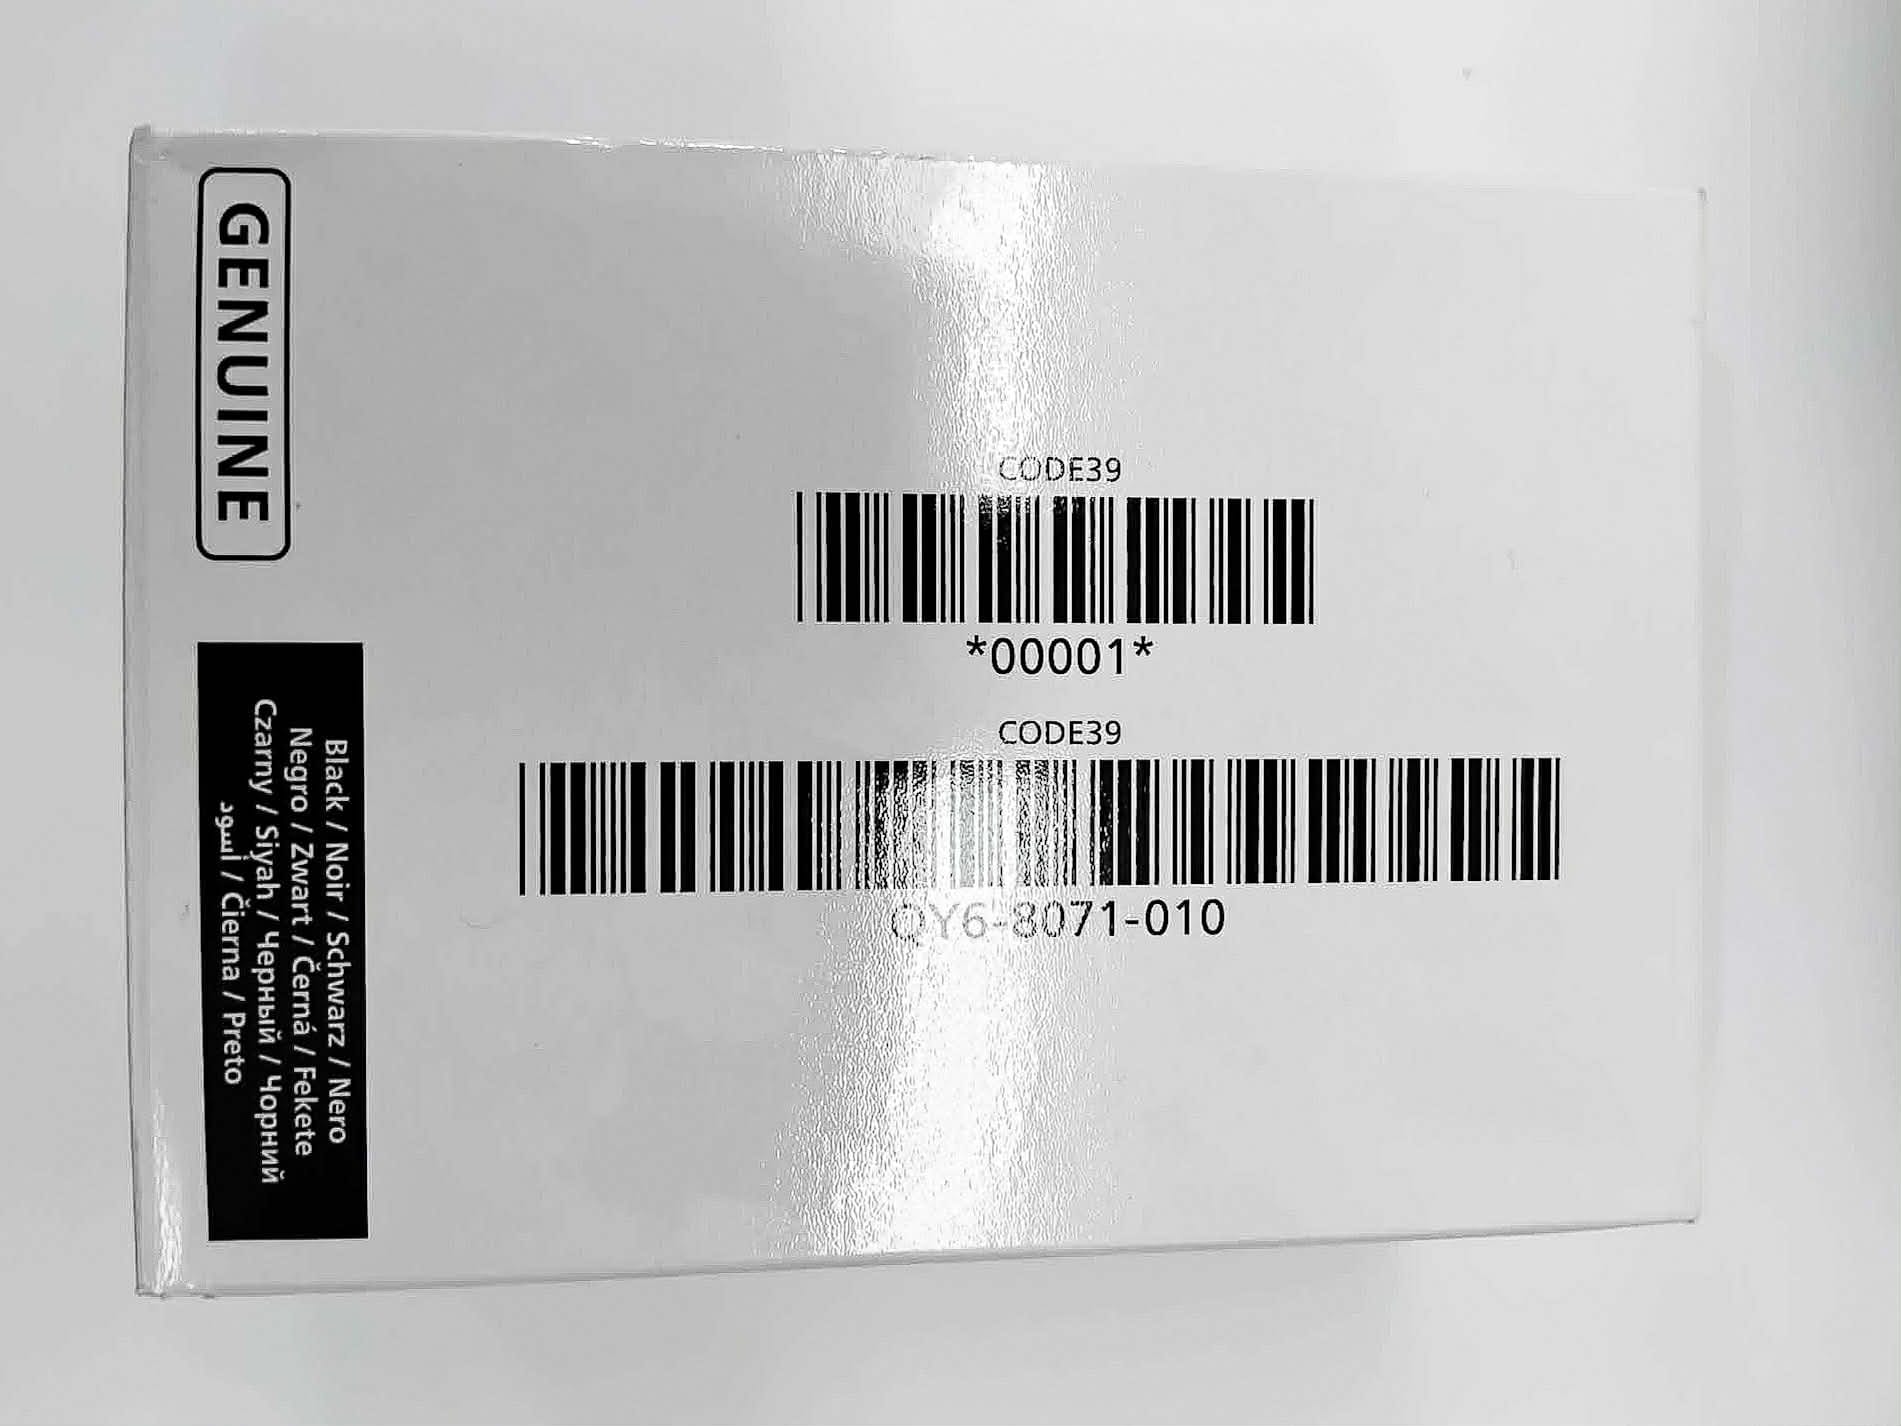 GENUINE
CODE39
*00001*
CODE39
QY6-8071-010
Black / Noir / Schwarz / Nero
Negro / Zwart / Černá / Fekete
Czarny / Siyah / Черный / Чорний
أسود / Čierna / Preto